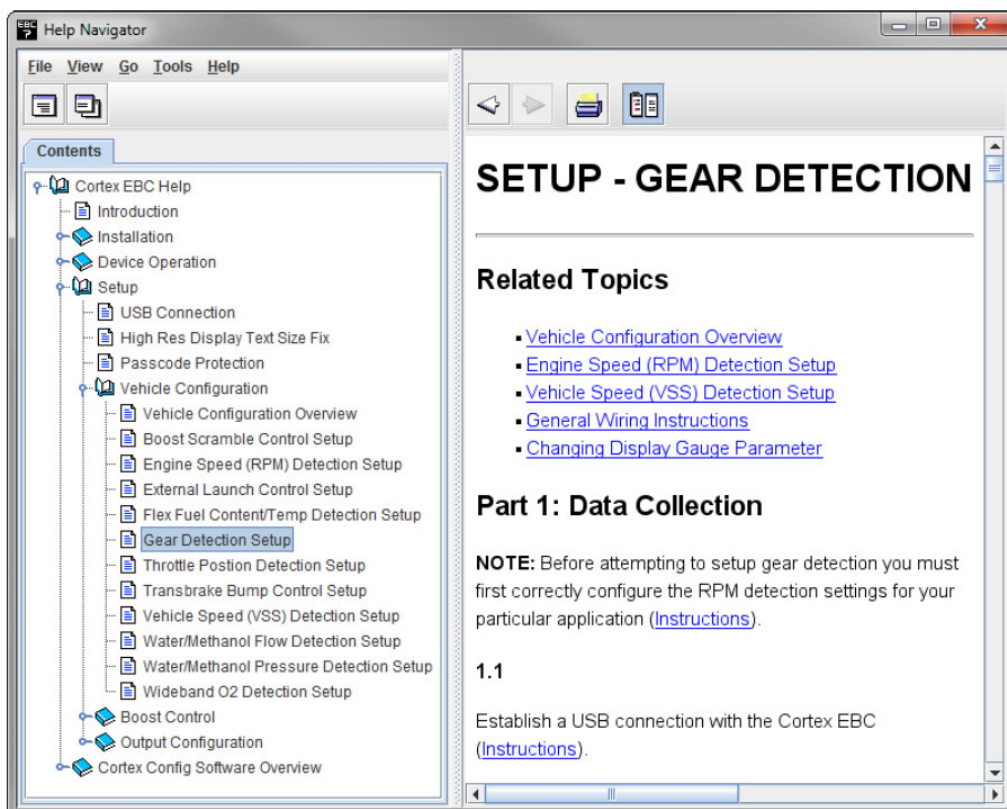 EBC
?
Help Navigator
File View Go Tools Help
Contents
Cortex EBC Help
Introduction
Installation
Device Operation
Setup
USB Connection
High Res Display Text Size Fix
Passcode Protection
Vehicle Configuration
Vehicle Configuration Overview
Boost Scramble Control Setup
Engine Speed (RPM) Detection Setup
External Launch Control Setup
Flex Fuel Content/Temp Detection Setup
Gear Detection Setup
Throttle Postion Detection Setup
Transbrake Bump Control Setup
Vehicle Speed (VSS) Detection Setup
Water/Methanol Flow Detection Setup
Water/Methanol Pressure Detection Setup
Wideband O2 Detection Setup
Boost Control
Output Configuration
Cortex Config Software Overview
SETUP - GEAR DETECTION
Related Topics
Vehicle Configuration Overview
Engine Speed (RPM) Detection Setup
Vehicle Speed (VSS) Detection Setup
General Wiring Instructions
Changing Display Gauge Parameter
Part 1: Data Collection
NOTE: Before attempting to setup gear detection you must
first correctly configure the RPM detection settings for your
particular application (Instructions).
1.1
Establish a USB connection with the Cortex EBC
(Instructions).